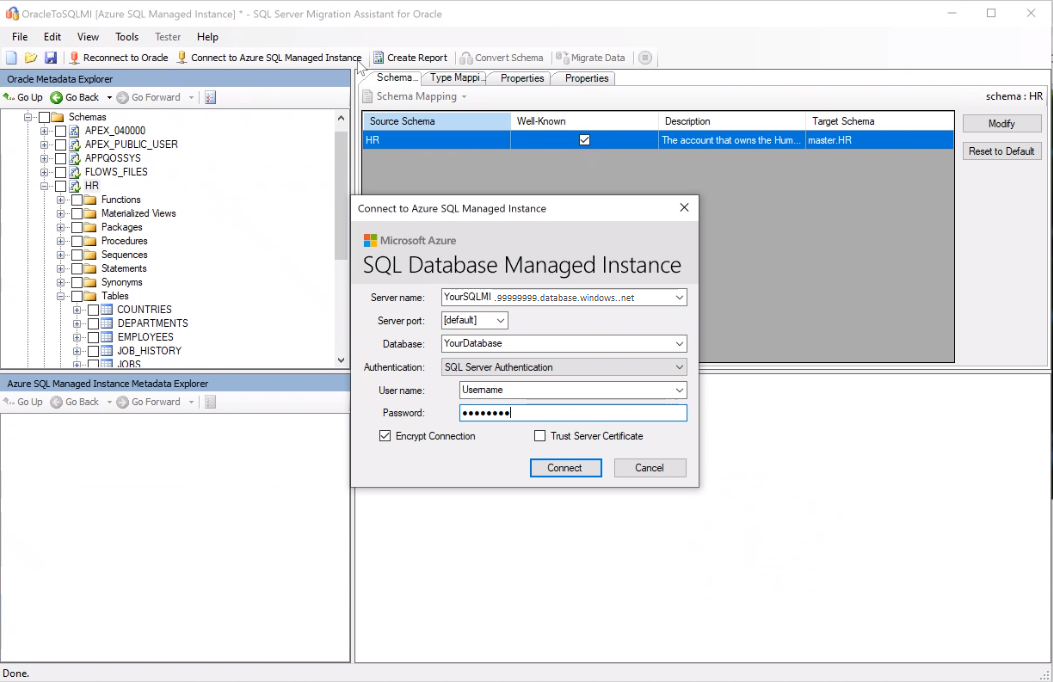 OracleToSQLMI [Azure SQL Managed Instance] * - SQL Server Migration Assistant for Oracle
File Edit View Tools Tester Help
Reconnect to Oracle Connect to Azure SQL Managed Instance Create Report Convert Schema Migrate Data
Oracle Metadata Explorer
Go Up Go Back Go Forward
Schemas
APEX_040000
APEX_PUBLIC_USER
APPQOSSYS
FLOWS_FILES
HR
Functions
Materialized Views
Packages
Procedures
Sequences
Statements
Synonyms
Tables
COUNTRIES
DEPARTMENTS
EMPLOYEES
JOB_HISTORY
JOBS
Schema... Type Mappi... Properties Properties
Schema Mapping schema : HR
Source Schema Well-Known Description Target Schema
HR The account that owns the Hum... master.HR
Modify
Reset to Default
Connect to Azure SQL Managed Instance
Microsoft Azure
SQL Database Managed Instance
Server name: YourSQLMI .99999999.database.windows..net
Server port: [default]
Database: YourDatabase
Authentication: SQL Server Authentication
User name: Username
Password: ●●●●●●●●
Encrypt Connection Trust Server Certificate
Connect Cancel
Azure SQL Managed Instance Metadata Explorer
Go Up Go Back Go Forward
Done.